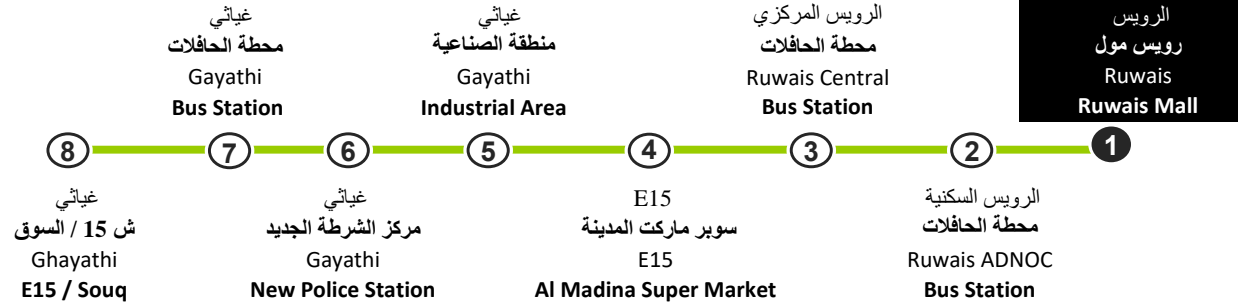 غياثي
محطة الحافلات
Gayathi
Bus Station
غياثي
منطقة الصناعية
Gayathi
Industrial Area
الرويس المركزي
محطة الحافلات
Ruwais Central
Bus Station
الرويس
رويس مول
Ruwais
Ruwais Mall
8 7 6 5 4 3 2 1
غياثي
ش 15 / السوق
Ghayathi
E15 / Souq
غياثي
مركز الشرطة الجديد
Gayathi
New Police Station
E15
سوبر ماركت المدينة
E15
Al Madina Super Market
الرويس السكنية
محطة الحافلات
Ruwais ADNOC
Bus Station